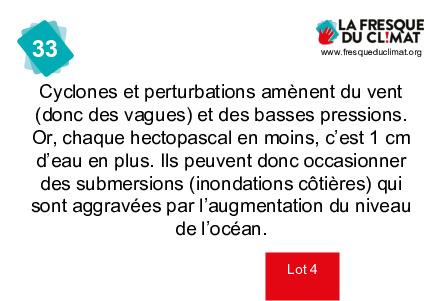 33
LA FRESQUE
DU CL!MAT
www.fresqueduclimat.org
Cyclones et perturbations amènent du vent
(donc des vagues) et des basses pressions.
Or, chaque hectopascal en moins, c’est 1 cm
d’eau en plus. Ils peuvent donc occasionner
des submersions (inondations côtières) qui
sont aggravées par l’augmentation du niveau
de l’océan.
Lot 4